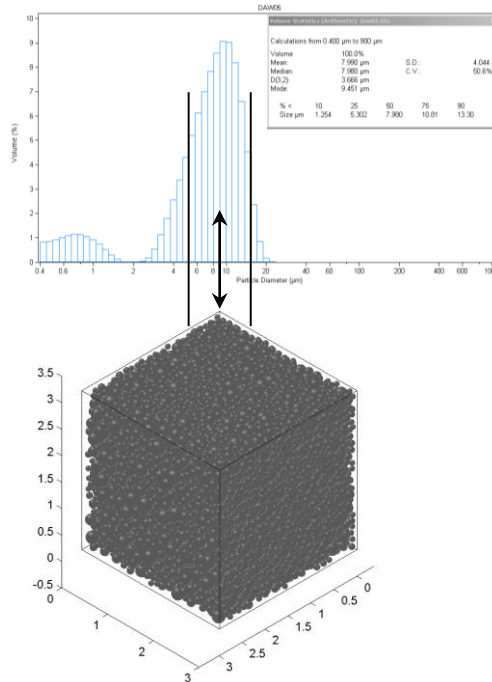 DAW05
Volume Statistics (Arithmetic) daw05.$01
Calculations from 0.400 µm to 900 µm
Volume 100.0%
Mean: 7.990 µm S.D.: 4.044
Median: 7.980 µm C.V.: 50.6%
D(3,2): 3.666 µm
Mode: 9.451 µm
% < 10 25 50 75 90
Size µm 1.254 5.302 7.980 10.81 13.30
Volume (%)
10
9
8
7
6
5
4
3
2
1
0
0.4 0.6 1 2 4 6 8 10 20 40 60 100 200 400 600
Particle Diameter (µm)
3.5
3
2.5
2
1.5
1
0.5
0
-0.5
0 1 2 3
3 2.5 2 1.5 1 0.5 0